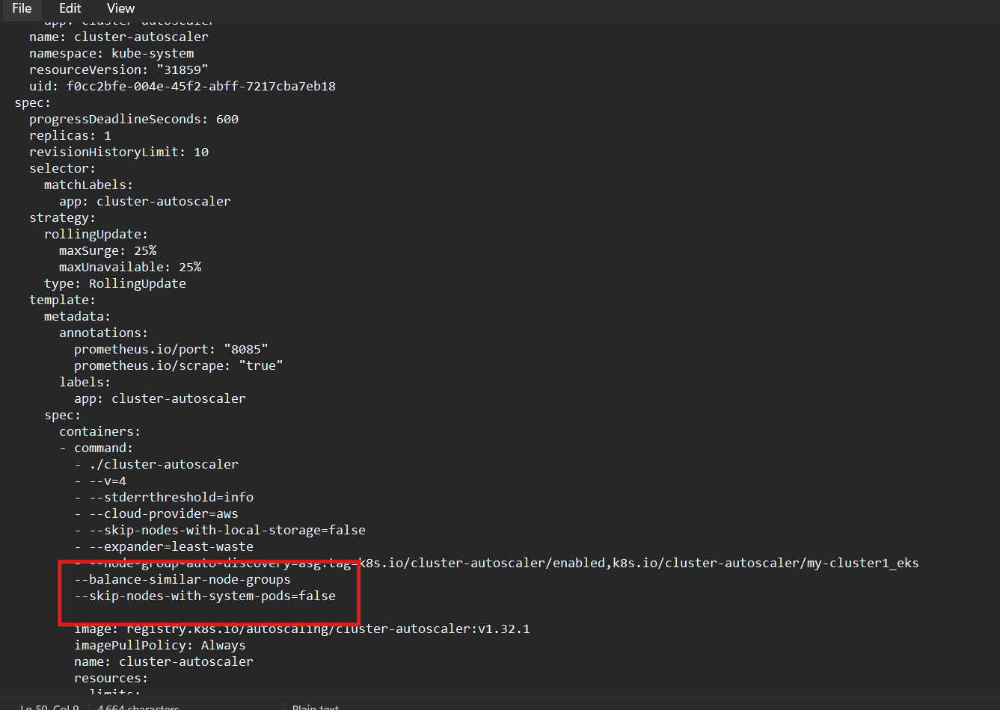 File Edit View
app: cluster-autoscaler
name: cluster-autoscaler
namespace: kube-system
resourceVersion: "31859"
uid: f0cc2bfe-004e-45f2-abff-7217cba7eb18
spec:
progressDeadlineSeconds: 600
replicas: 1
revisionHistoryLimit: 10
selector:
matchLabels:
app: cluster-autoscaler
strategy:
rollingUpdate:
maxSurge: 25%
maxUnavailable: 25%
type: RollingUpdate
template:
metadata:
annotations:
prometheus.io/port: "8085"
prometheus.io/scrape: "true"
labels:
app: cluster-autoscaler
spec:
containers:
- command:
- ./cluster-autoscaler
- --v=4
- --stderrthreshold=info
- --cloud-provider=aws
- --skip-nodes-with-local-storage=false
- --expander=least-waste
- --node-group-auto-discovery=asg:tag=k8s.io/cluster-autoscaler/enabled,k8s.io/cluster-autoscaler/my-cluster1_eks
--balance-similar-node-groups
--skip-nodes-with-system-pods=false
image: registry.k8s.io/autoscaling/cluster-autoscaler:v1.32.1
imagePullPolicy: Always
name: cluster-autoscaler
resources:
limits:
Ln 50, Col 9 4,664 characters Plain text